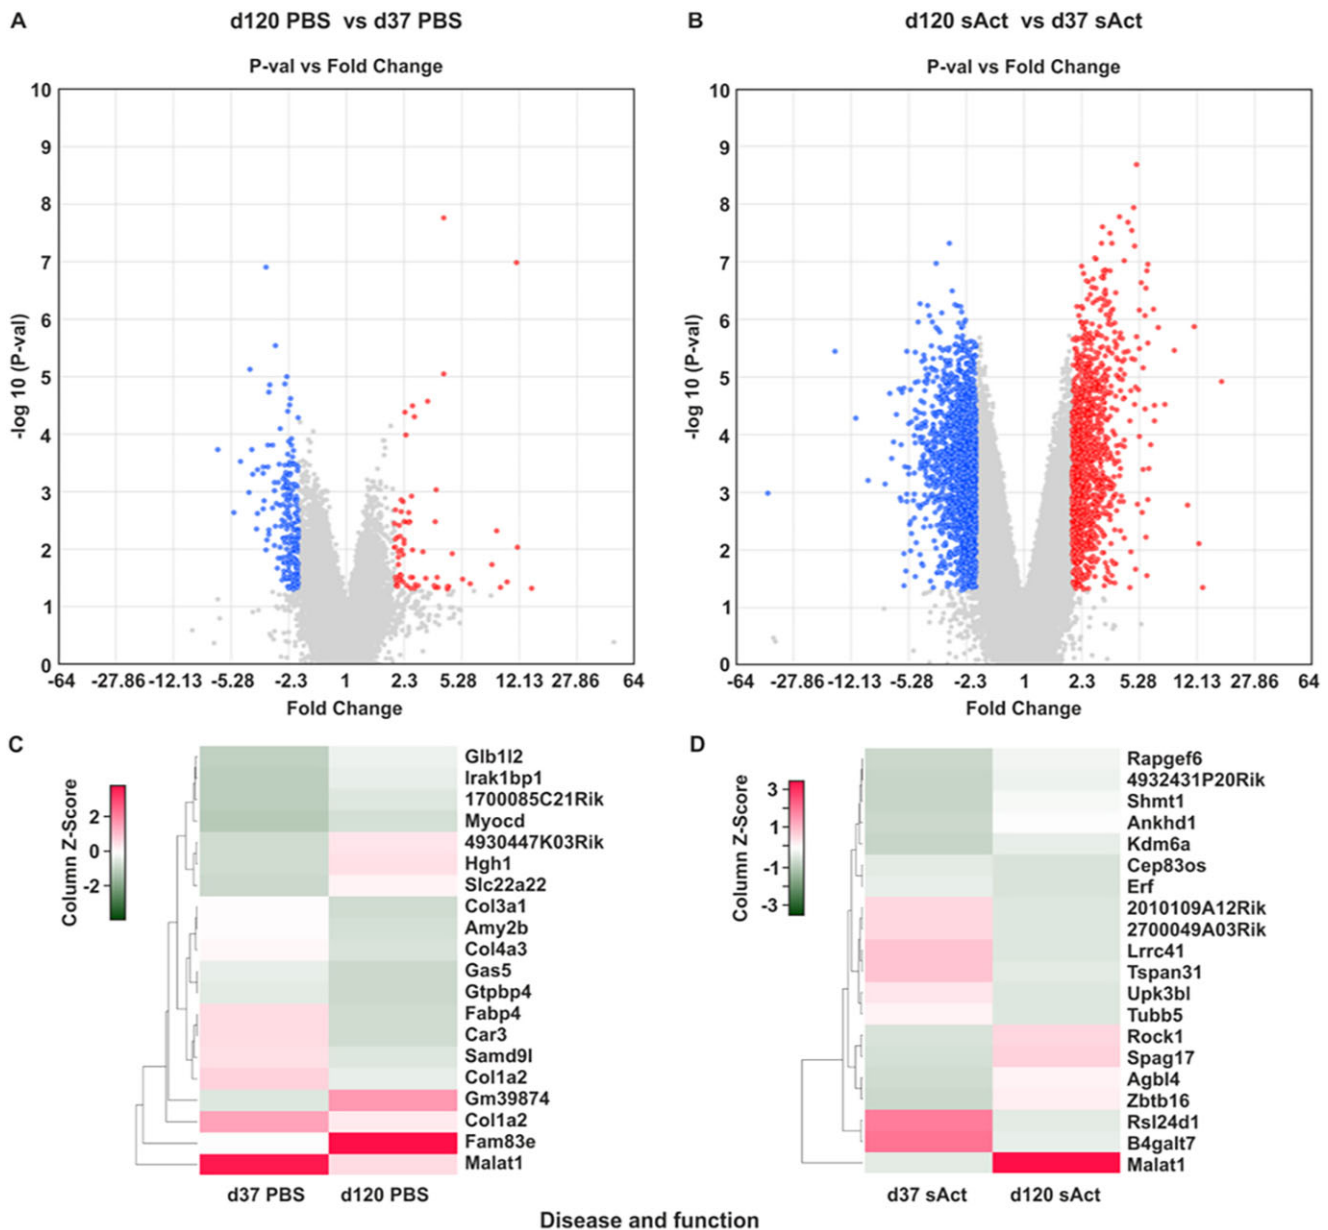 A
d120 PBS vs d37 PBS
P-val vs Fold Change
10
9
8
7
6
5
4
3
2
1
0
-log 10 (P-val)
-64 -27.86 -12.13 -5.28 -2.3 1 2.3 5.28 12.13 27.86 64
Fold Change
B
d120 sAct vs d37 sAct
P-val vs Fold Change
10
9
8
7
6
5
4
3
2
1
0
-log 10 (P-val)
-64 -27.86 -12.13 -5.28 -2.3 1 2.3 5.28 12.13 27.86 64
Fold Change
C
Column Z-Score
2
0
-2
Glb1l2
Irak1bp1
1700085C21Rik
Myocd
4930447K03Rik
Hgh1
Slc22a22
Col3a1
Amy2b
Col4a3
Gas5
Gtpbp4
Fabp4
Car3
Samd9l
Col1a2
Gm39874
Col1a2
Fam83e
Malat1
d37 PBS d120 PBS
D
Column Z-Score
3
1
-1
-3
Rapgef6
4932431P20Rik
Shmt1
Ankhd1
Kdm6a
Cep83os
Erf
2010109A12Rik
2700049A03Rik
Lrrc41
Tspan31
Upk3bl
Tubb5
Rock1
Spag17
Agbl4
Zbtb16
Rsl24d1
B4galt7
Malat1
d37 sAct d120 sAct
Disease and function